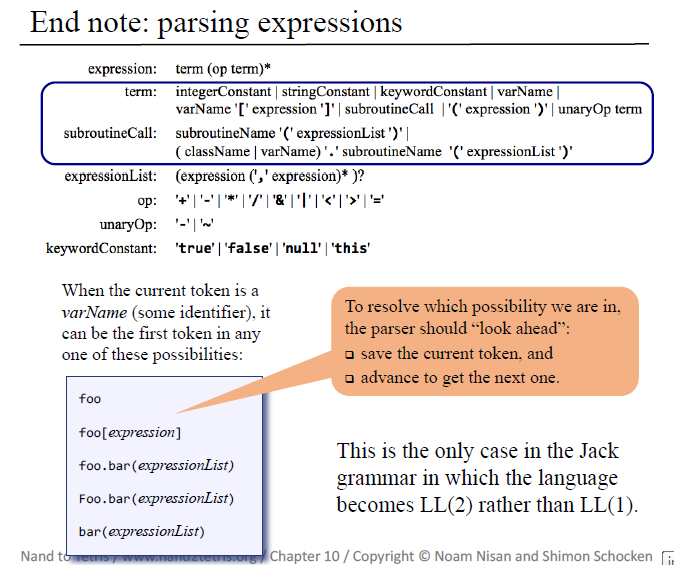 End note: parsing expressions
expression: term (op term)*
term: integerConstant | stringConstant | keywordConstant | varName |
varName '[' expression ']' | subroutineCall | '(' expression ')' | unaryOp term
subroutineCall: subroutineName '(' expressionList ')' |
( className | varName) '.' subroutineName '(' expressionList ')'
expressionList: (expression (',' expression)* )?
op: '+' | '-' | '*' | '/' | '&' | '|' | '<' | '>' | '='
unaryOp: '-' | '~'
keywordConstant: 'true' | 'false' | 'null' | 'this'
When the current token is a
varName (some identifier), it
can be the first token in any
one of these possibilities:
foo
foo[expression]
foo.bar(expressionList)
Foo.bar(expressionList)
bar(expressionList)
To resolve which possibility we are in,
the parser should “look ahead”:
save the current token, and
advance to get the next one.
This is the only case in the Jack
grammar in which the language
becomes LL(2) rather than LL(1).
Nand to Tetris / www.nand2tetris.org / Chapter 10 / Copyright © Noam Nisan and Shimon Schocken